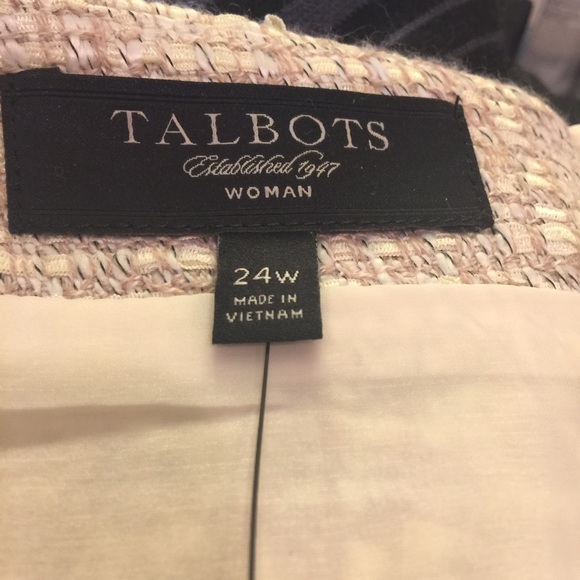 TALBOTS
Established 1947
WOMAN
24W
MADE IN
VIETNAM